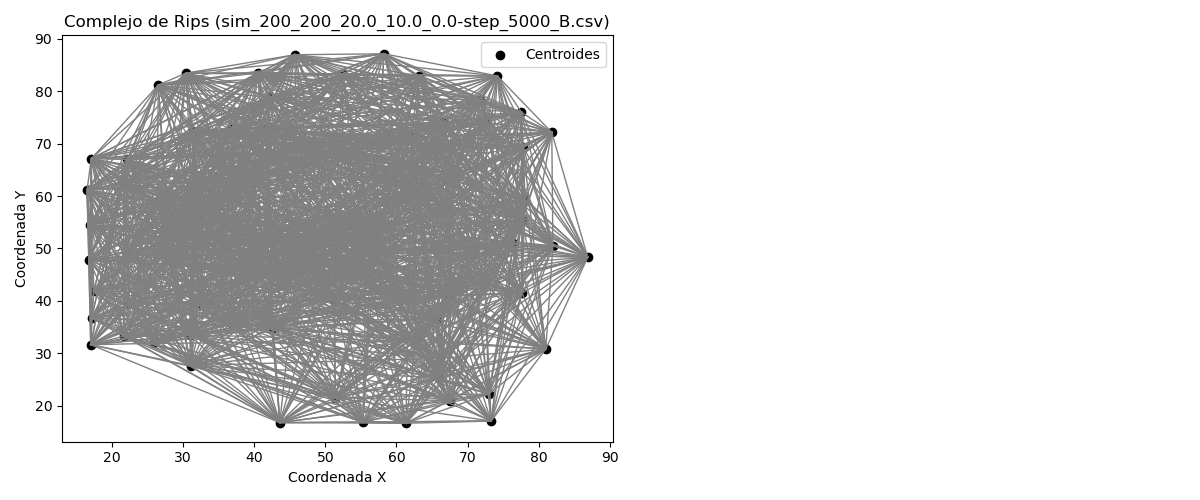 Complejo de Rips (sim_200_200_20.0_10.0_0.0-step_5000_B.csv)
Centroides
90
80
70
60
50
40
30
20
Coordenada Y
20 30 40 50 60 70 80 90
Coordenada X